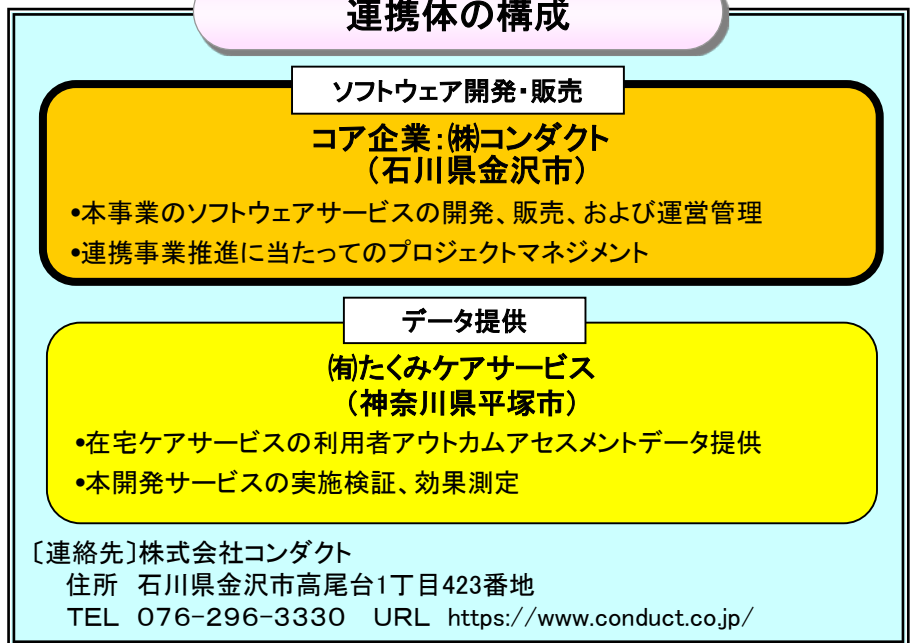 連携体の構成
ソフトウェア開発・販売
コア企業:㈱コンダクト
(石川県金沢市)
•本事業のソフトウェアサービスの開発、販売、および運営管理
•連携事業推進に当たってのプロジェクトマネジメント
データ提供
㈲たくみケアサービス
(神奈川県平塚市)
•在宅ケアサービスの利用者アウトカムアセスメントデータ提供
•本開発サービスの実施検証、効果測定
〔連絡先〕株式会社コンダクト
住所 石川県金沢市高尾台1丁目423番地
TEL 076-296-3330 URL https://www.conduct.co.jp/